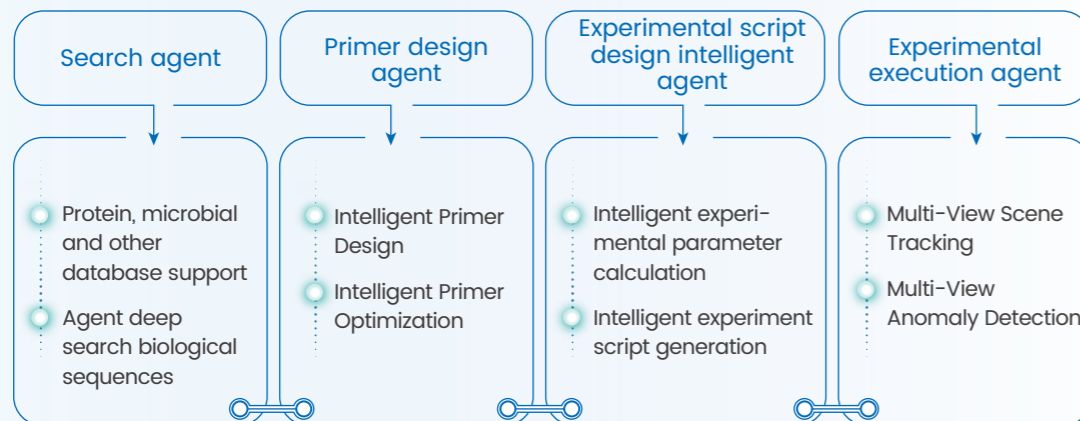 Search agent
Protein, microbial
and other
database support
Agent deep
search biological
sequences
Primer design
agent
Intelligent Primer
Design
Intelligent Primer
Optimization
Experimental script
design intelligent
agent
Intelligent experi-
mental parameter
calculation
Intelligent experiment
script generation
Experimental
execution agent
Multi-View Scene
Tracking
Multi-View
Anomaly Detection